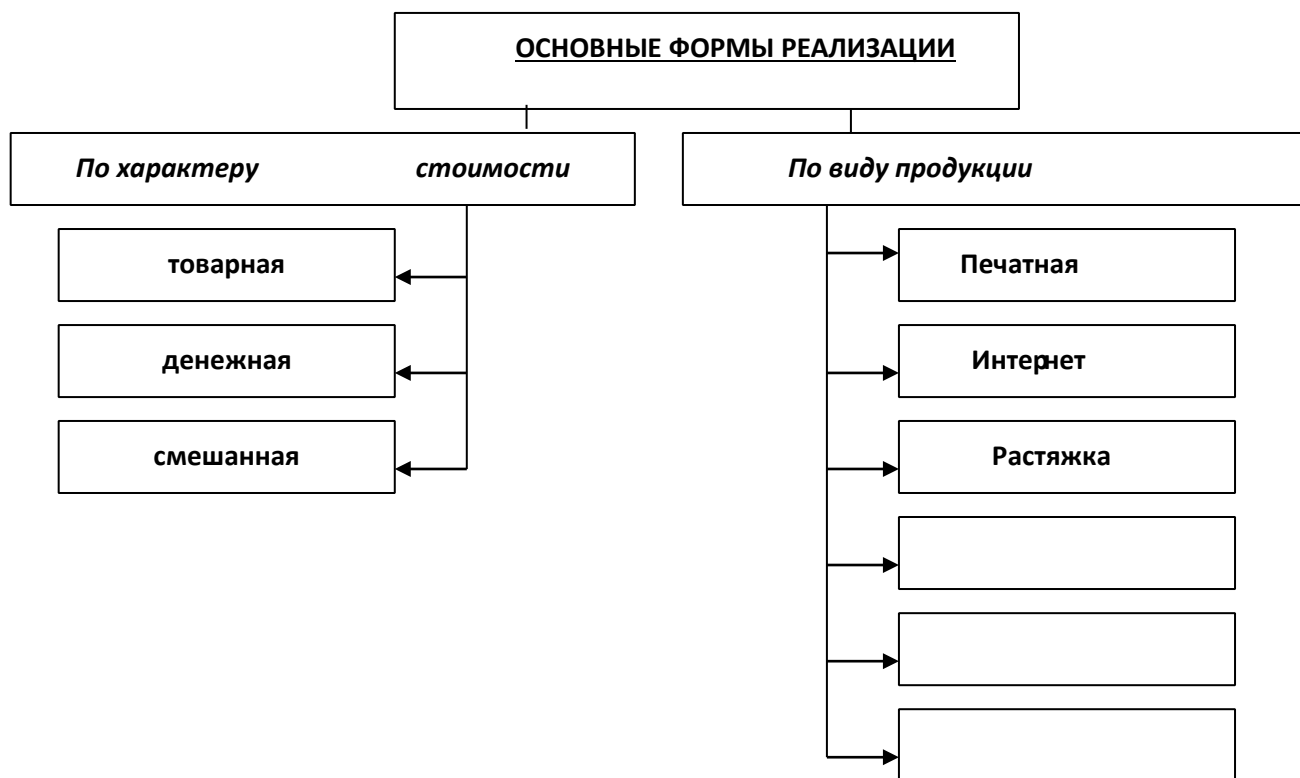 ОСНОВНЫЕ ФОРМЫ РЕАЛИЗАЦИИ
По характеру стоимости
По виду продукции
товарная
Печатная
денежная
Интернет
смешанная
Растяжка